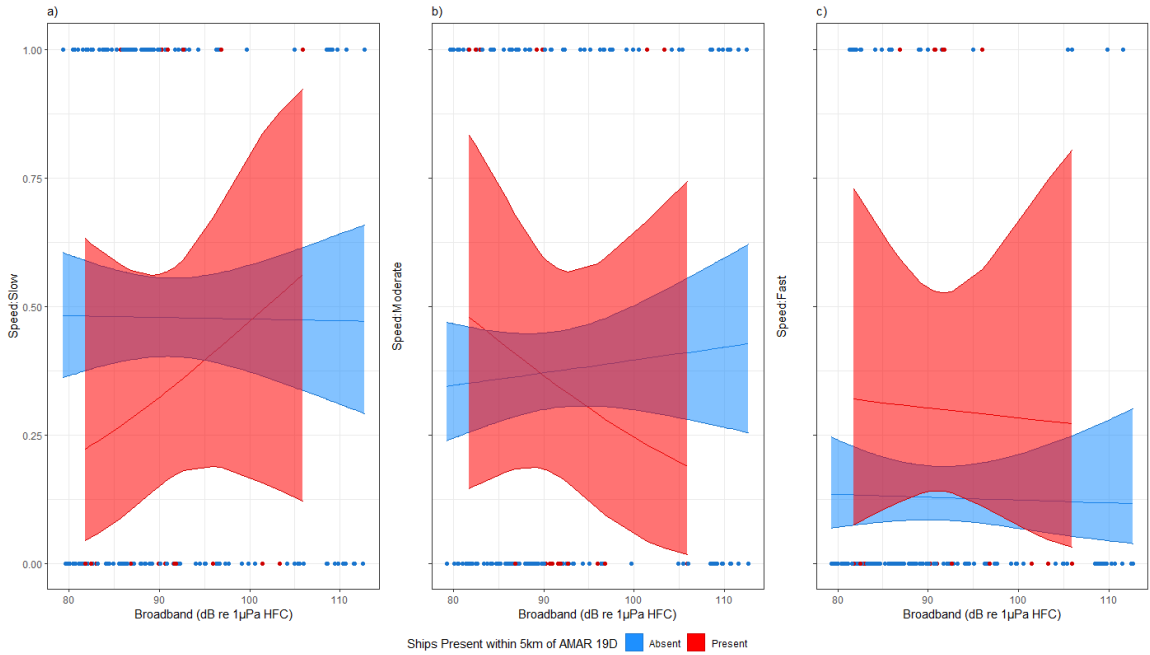 a)
b)
c)
Speed:Slow
1.00
0.75
0.50
0.25
0.00
80 90 100 110
Broadband (dB re 1µPa HFC)
Speed:Moderate
80 90 100 110
Broadband (dB re 1µPa HFC)
Speed:Fast
80 90 100 110
Broadband (dB re 1µPa HFC)
Ships Present within 5km of AMAR 19D Absent Present